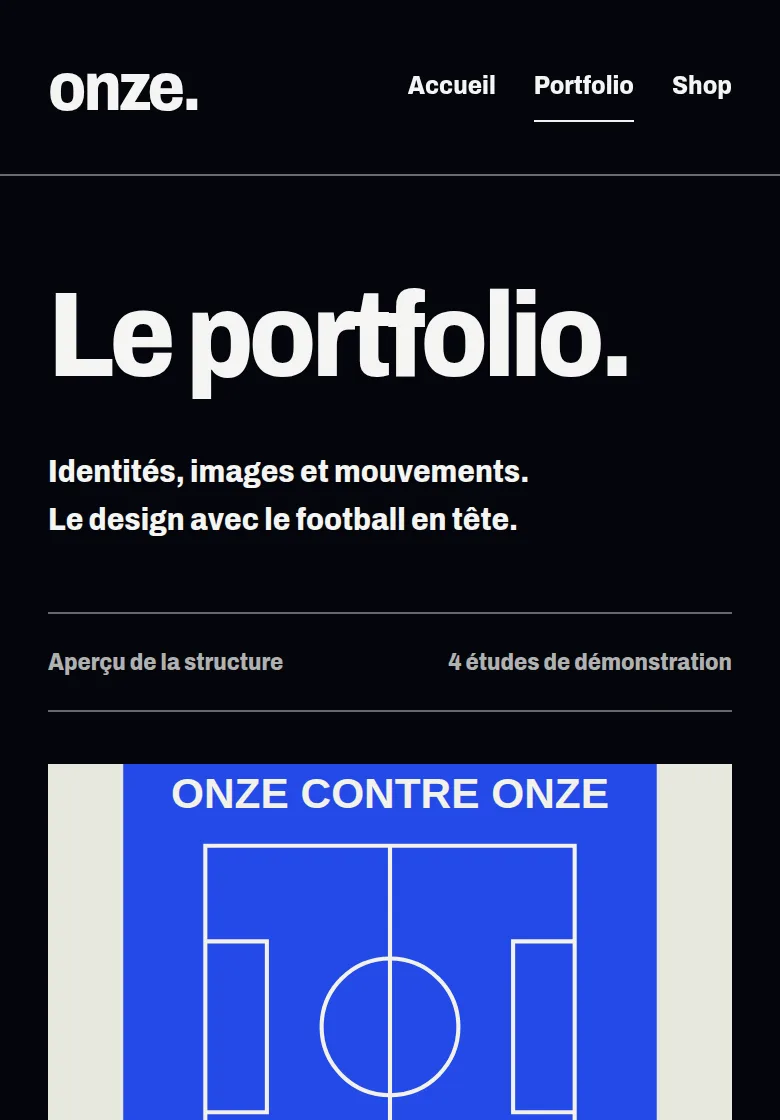 onze.
Accueil Portfolio Shop
Le portfolio.
Identités, images et mouvements.
Le design avec le football en tête.
Aperçu de la structure
4 études de démonstration
ONZE CONTRE ONZE